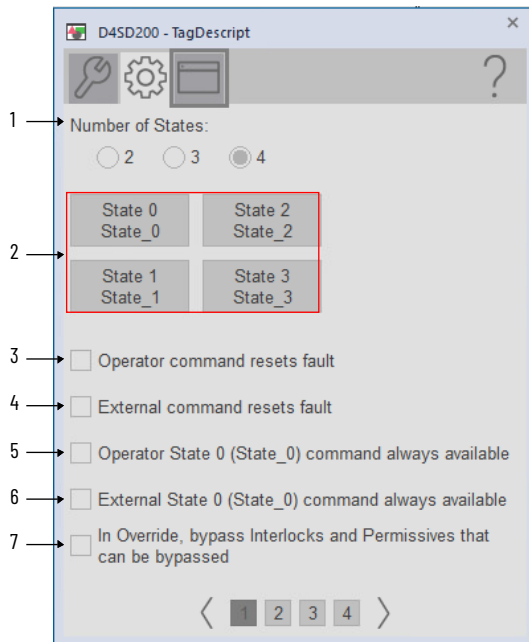 D4SD200 - TagDescript
×
?
1
Number of States:
2 3 4
2
State 0
State_0
State 2
State_2
State 1
State_1
State 3
State_3
3
Operator command resets fault
4
External command resets fault
5
Operator State 0 (State_0) command always available
6
External State 0 (State_0) command always available
7
In Override, bypass Interlocks and Permissives that
can be bypassed
1 2 3 4